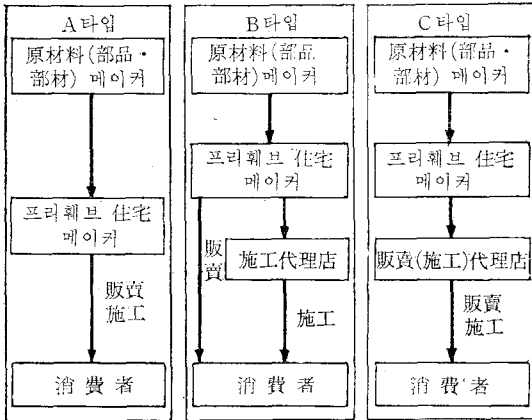 A타입
原材料(部品・
部材) 메이커
프리훼브 住宅
메이커
販賣
施工
消費者
B타입
原材料(部品
部材) 메이커
프리훼브 住宅
메이커
販賣
施工代理店
施工
消費者
C타입
原材料(部品・
部材) 메이커
프리훼브 住宅
메이커
販賣(施工)代理店
販賣
施工
消費者